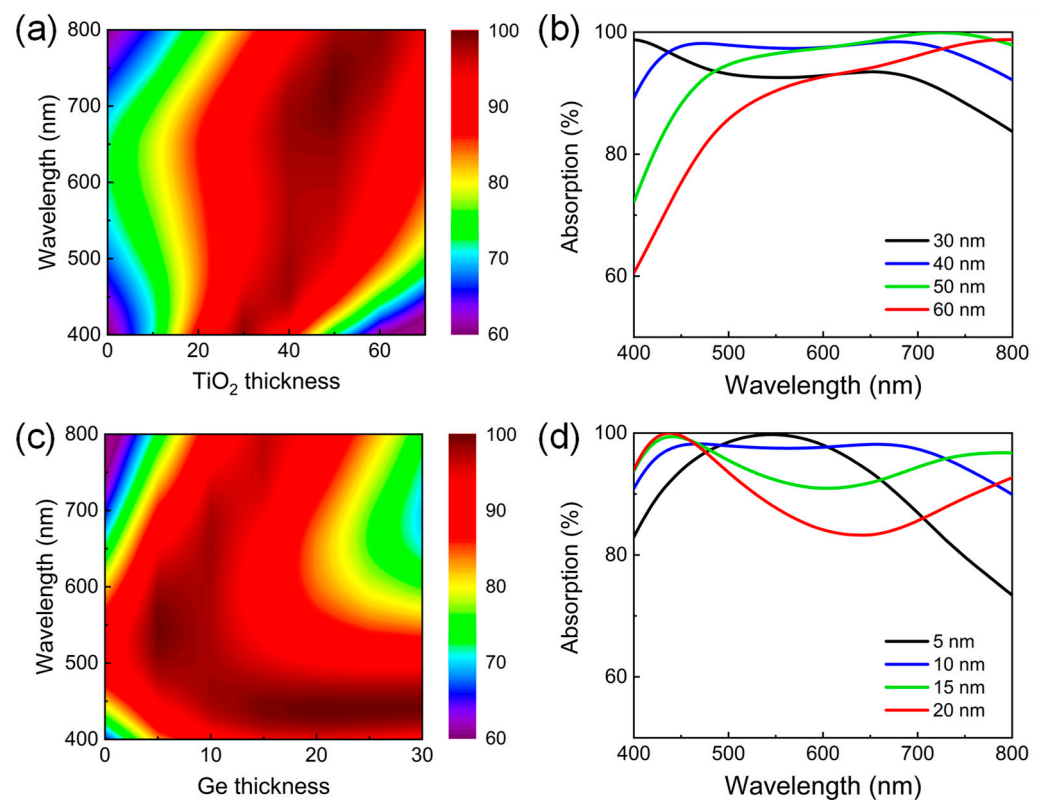 (a)
800
700
600
500
400
Wavelength (nm)
0 20 40 60
TiO2 thickness
100
90
80
70
60
(b)
100
80
60
Absorption (%)
30 nm
40 nm
50 nm
60 nm
400 500 600 700 800
Wavelength (nm)
(c)
800
700
600
500
400
Wavelength (nm)
0 10 20 30
Ge thickness
100
90
80
70
60
(d)
100
80
60
Absorption (%)
5 nm
10 nm
15 nm
20 nm
400 500 600 700 800
Wavelength (nm)